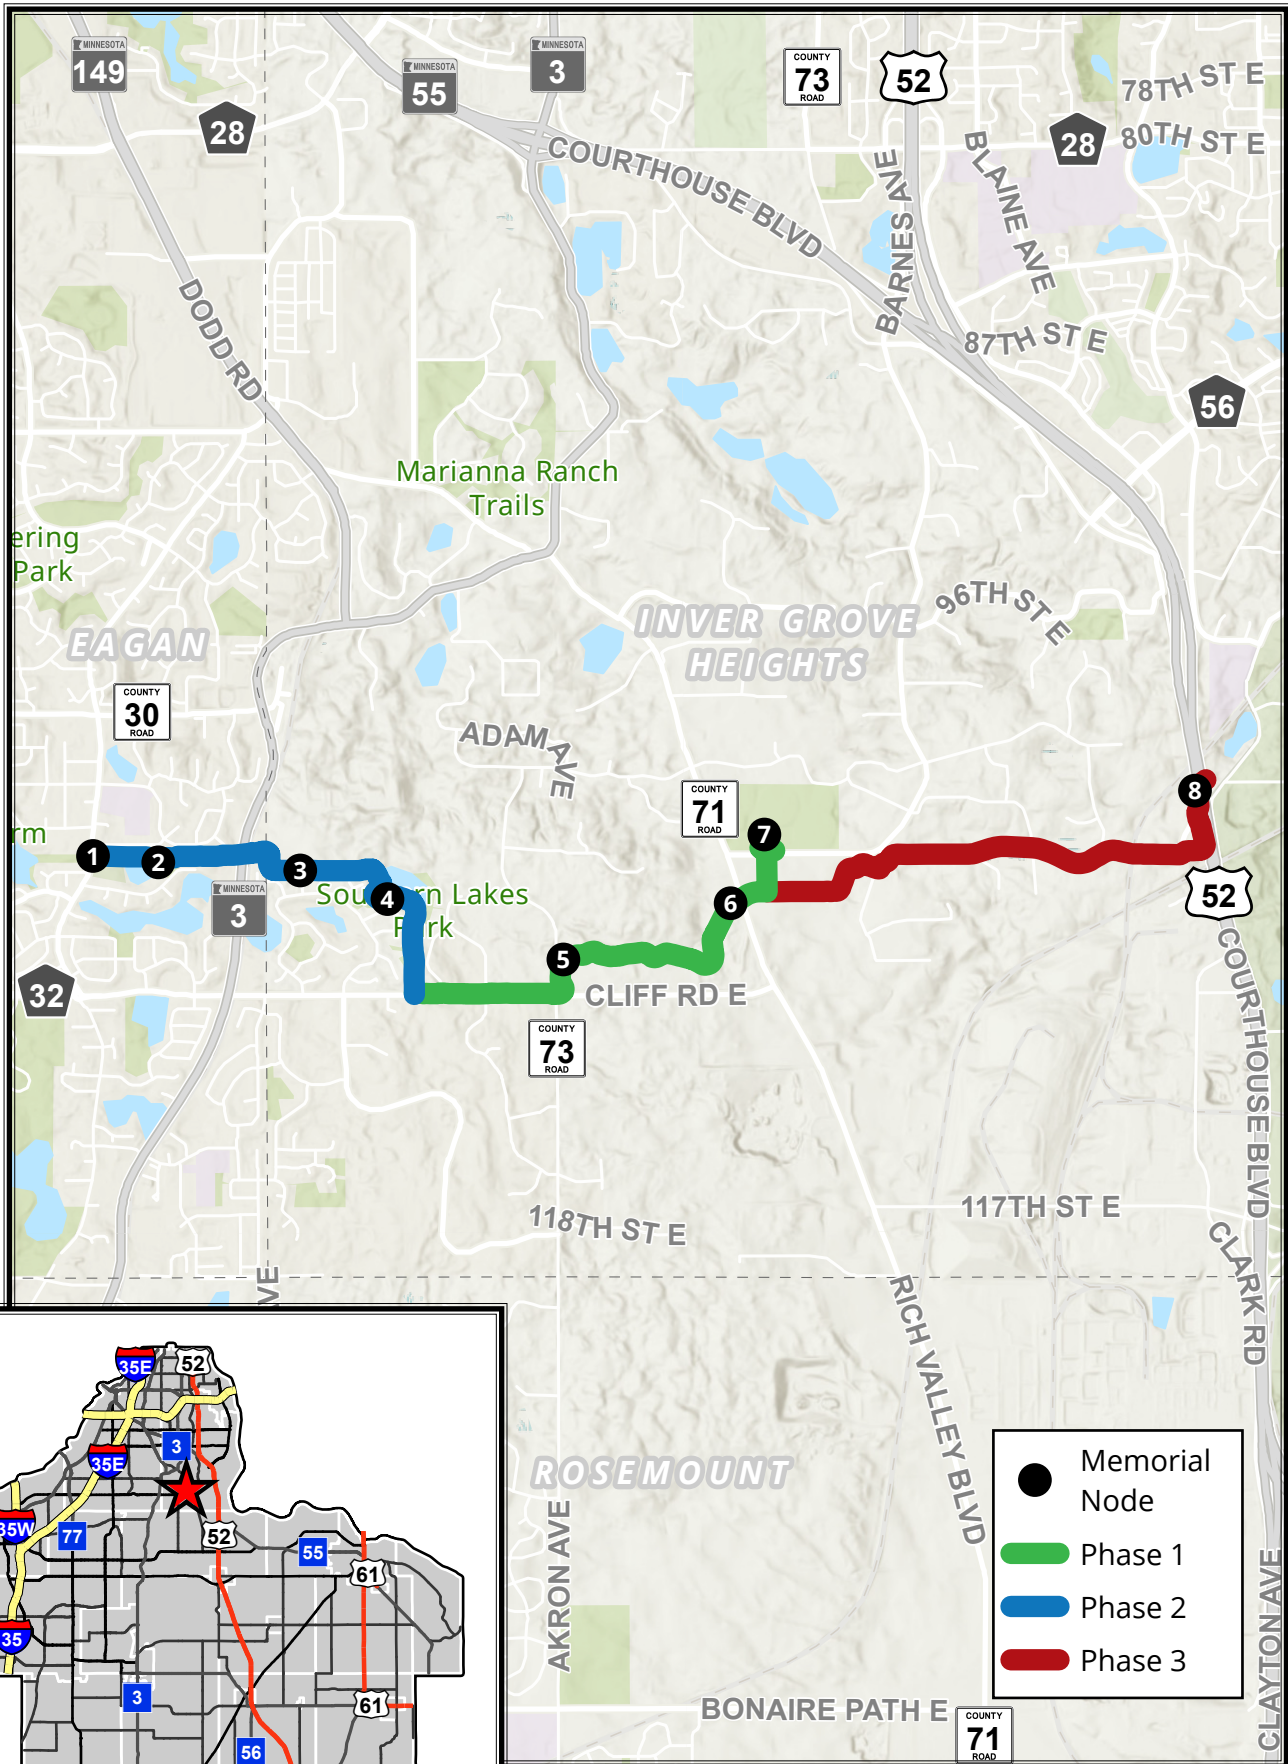 MINNESOTA
149
MINNESOTA
55
MINNESOTA
3
COUNTY
73
ROAD
52
78TH ST E
28
28
80TH ST E
COURTHOUSE BLVD
BARNES AVE
BLAINE AVE
DODD RD
87TH ST E
56
Marianna Ranch
Trails
ering
Park
96TH ST E
INVER GROVE
HEIGHTS
EAGAN
COUNTY
30
ROAD
ADAM AVE
COUNTY
71
ROAD
8
7
rm
1
2
3
4
MINNESOTA
3
Lakes
5
6
52
32
CLIFF RD E
COURTHOUSE BLVD
COUNTY
73
ROAD
118TH ST E
117TH ST E
CLARK RD
VE
RICH VALLEY BLVD
35E
52
3
35E
35W
77
52
55
61
35
3
61
56
ROSEMOUNT
AKRON AVE
Memorial
Node
Phase 1
Phase 2
Phase 3
CLAYTON AVE
BONAIRE PATH E
COUNTY
71
ROAD